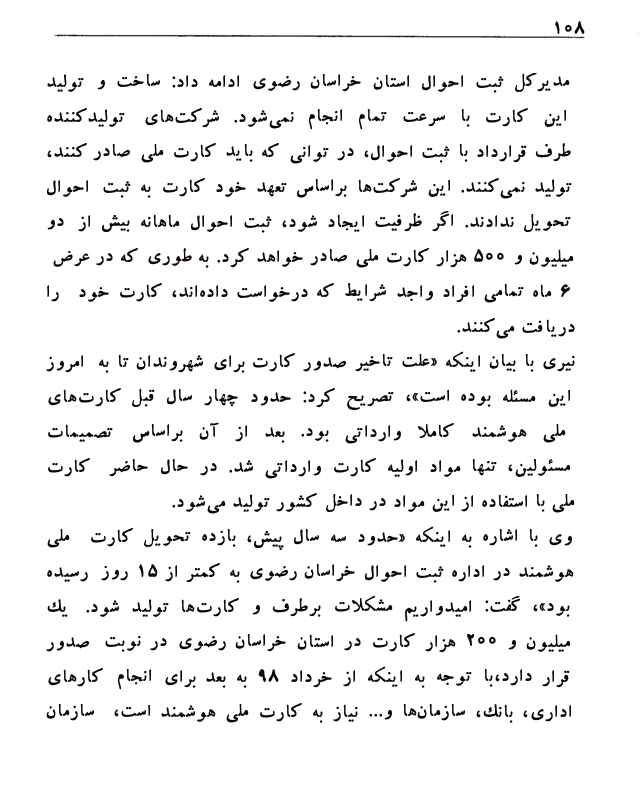 ۱۰۸
مدیرکل ثبت احوال استان خراسان رضوی ادامه داد: ساخت و تولید
این کارت با سرعت تمام انجام نمی‌شود. شرکت‌های تولیدکننده
طرف قرارداد با ثبت احوال، در توانی که باید کارت ملی صادر کنند،
تولید نمی‌کنند. این شرکت‌ها براساس تعهد خود کارت به ثبت احوال
تحویل ندادند. اگر ظرفیت ایجاد شود، ثبت احوال ماهانه بیش از دو
میلیون و ۵۰۰ هزار کارت ملی صادر خواهد کرد. به طوری که در عرض
۶ ماه تمامی افراد واجد شرایط که درخواست داده‌اند، کارت خود را
دریافت می‌کنند.
نیری با بیان اینکه «علت تاخیر صدور کارت برای شهروندان تا به امروز
این مسئله بوده است»، تصریح کرد: حدود چهار سال قبل کارت‌های
ملی هوشمند کاملا وارداتی بود. بعد از آن براساس تصمیمات
مسئولین، تنها مواد اولیه کارت وارداتی شد. در حال حاضر کارت
ملی با استفاده از این مواد در داخل کشور تولید می‌شود.
وی با اشاره به اینکه «حدود سه سال پیش، بازده تحویل کارت ملی
هوشمند در اداره ثبت احوال خراسان رضوی به کمتر از ۱۵ روز رسیده
بود»، گفت: امیدواریم مشکلات برطرف و کارت‌ها تولید شود. یك
میلیون و ۲۰۰ هزار کارت در استان خراسان رضوی در نوبت صدور
قرار دارد،با توجه به اینکه از خرداد ۹۸ به بعد برای انجام کارهای
اداری، بانك، سازمان‌ها و... نیاز به کارت ملی هوشمند است، سازمان